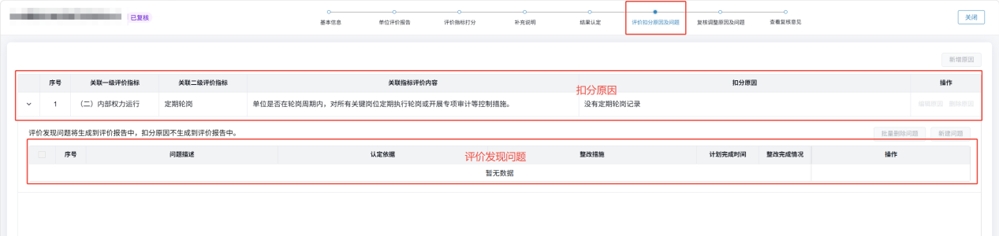 已复核
基本信息 单位评价报告 评价指标打分 补充说明 结果认定 评价扣分原因及问题 复核调整原因及问题 查看复核意见
关闭
新增原因
序号 关联一级评价指标 关联二级评价指标 关联指标评价内容 扣分原因 操作
扣分原因
1 （二）内部权力运行 定期轮岗 单位是否在轮岗周期内，对所有关键岗位定期执行轮岗或开展专项审计等控制措施。 没有定期轮岗记录 编辑原因 删除原因
评价发现问题将生成到评价报告中，扣分原因不生成到评价报告中。
批量删除问题 新建问题
序号 问题描述 认定依据 评价发现问题 整改措施 计划完成时间 整改完成情况 操作
暂无数据